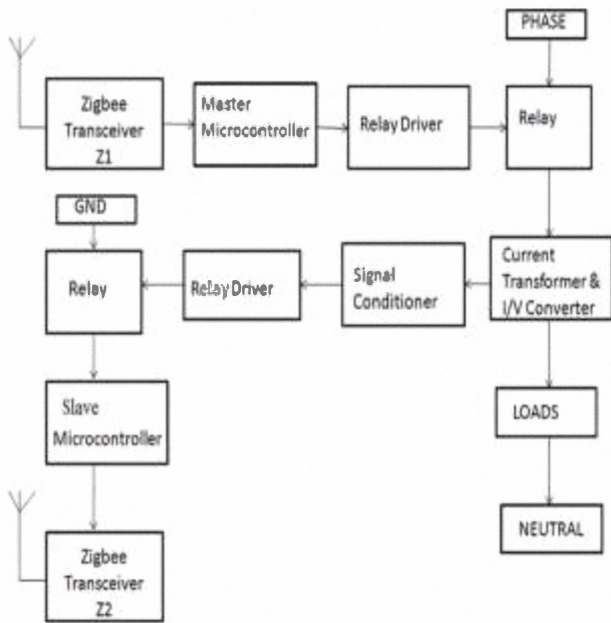 PHASE
Zigbee
Transceiver
Z1
Master
Microcontroller
Relay Driver
Relay
GND
Relay
Relay Driver
Signal
Conditioner
Current
Transformer &
I/V Converter
Slave
Microcontroller
LOADS
Zigbee
Transceiver
Z2
NEUTRAL